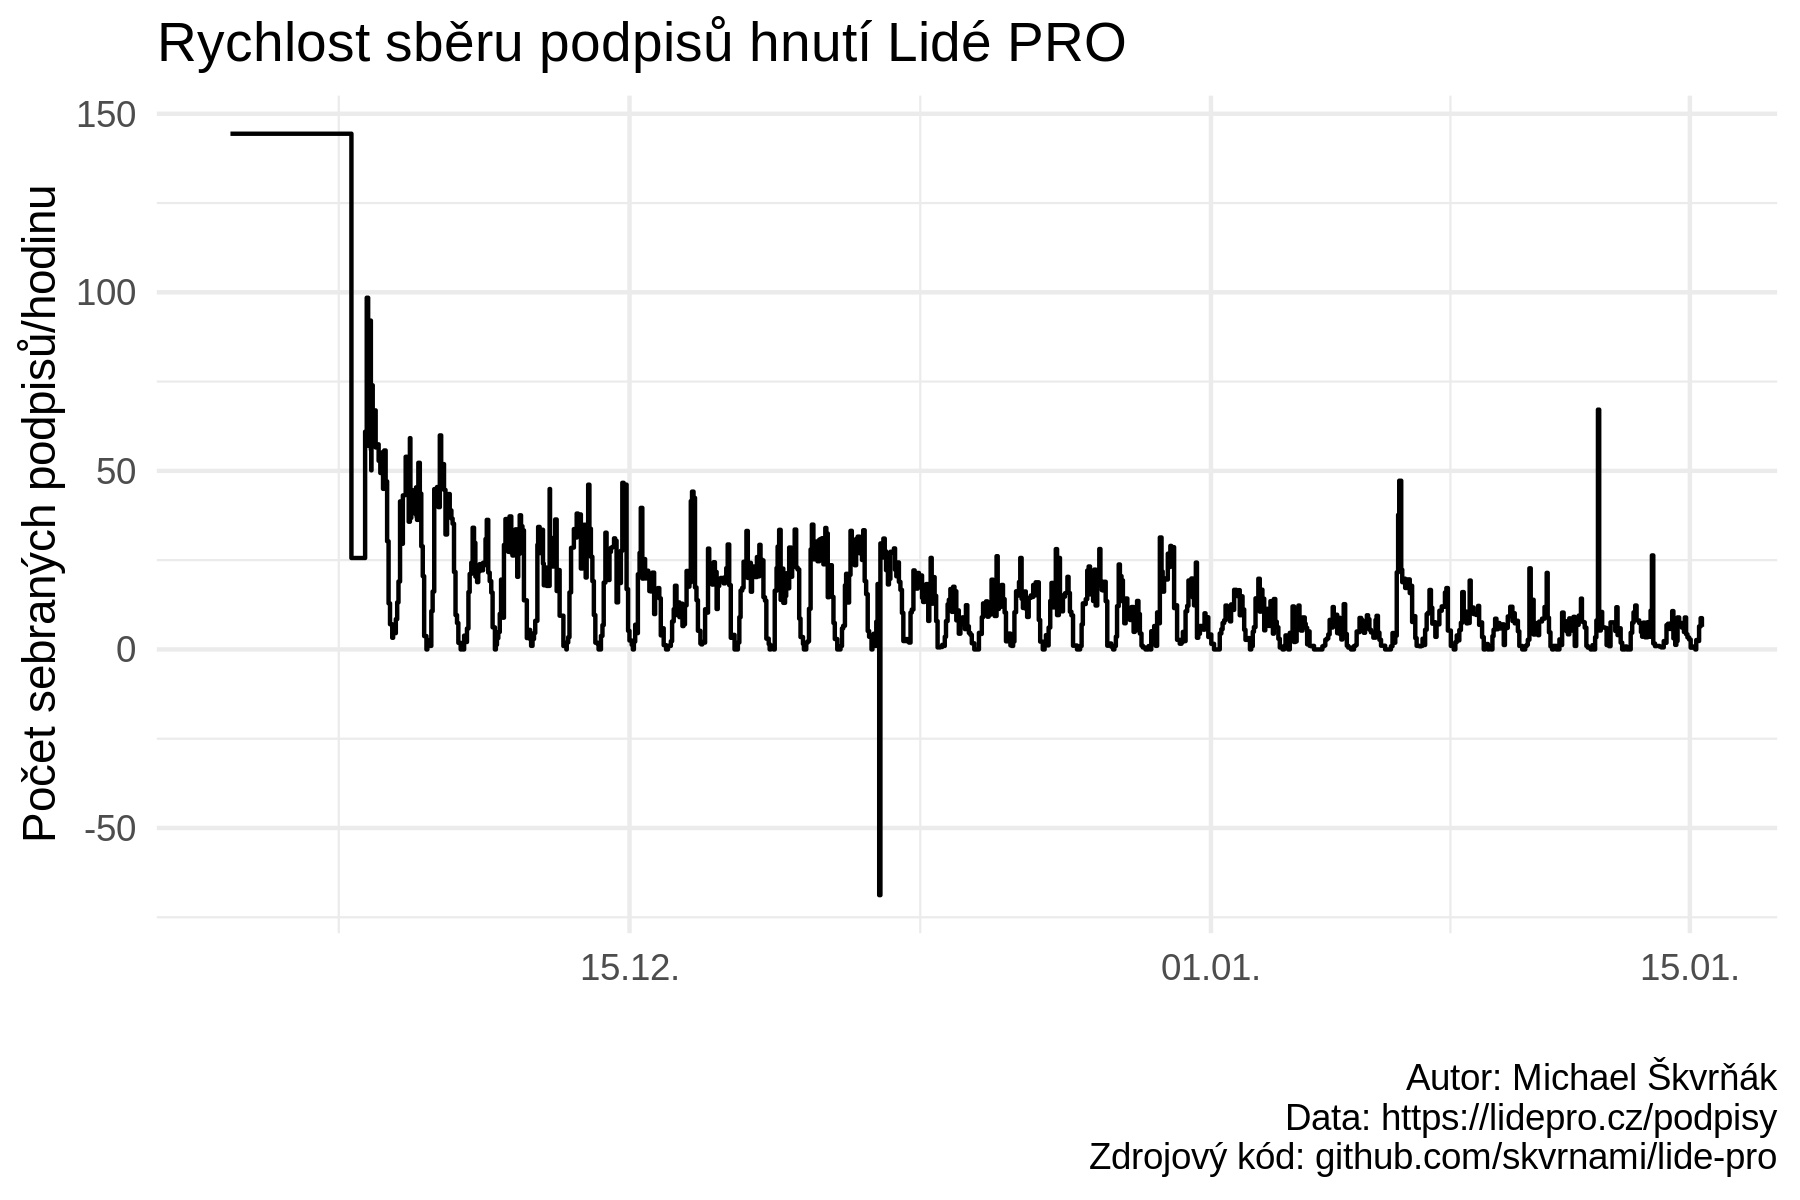 Rychlost sběru podpisů hnutí Lidé PRO
Počet sebraných podpisů/hodinu
150
100
50
0
-50
15.12.
01.01.
15.01.
Autor: Michael Škvrňák
Data: https://lidepro.cz/podpisy
Zdrojový kód: github.com/skvrnami/lide-pro